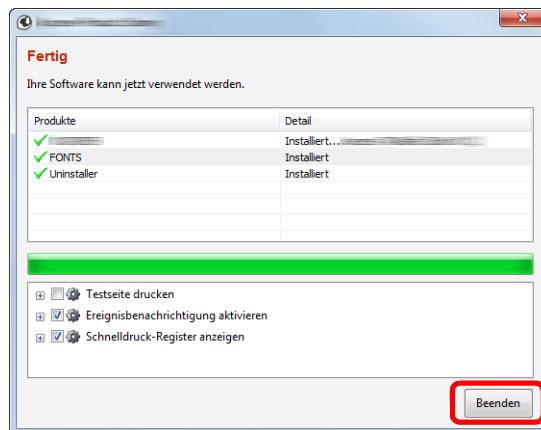 Fertig
Ihre Software kann jetzt verwendet werden.
Produkte Detail
Installiert...
FONTS Installiert
Uninstaller Installiert
Testseite drucken
Ereignisbenachrichtigung aktivieren
Schnelldruck-Register anzeigen
Beenden